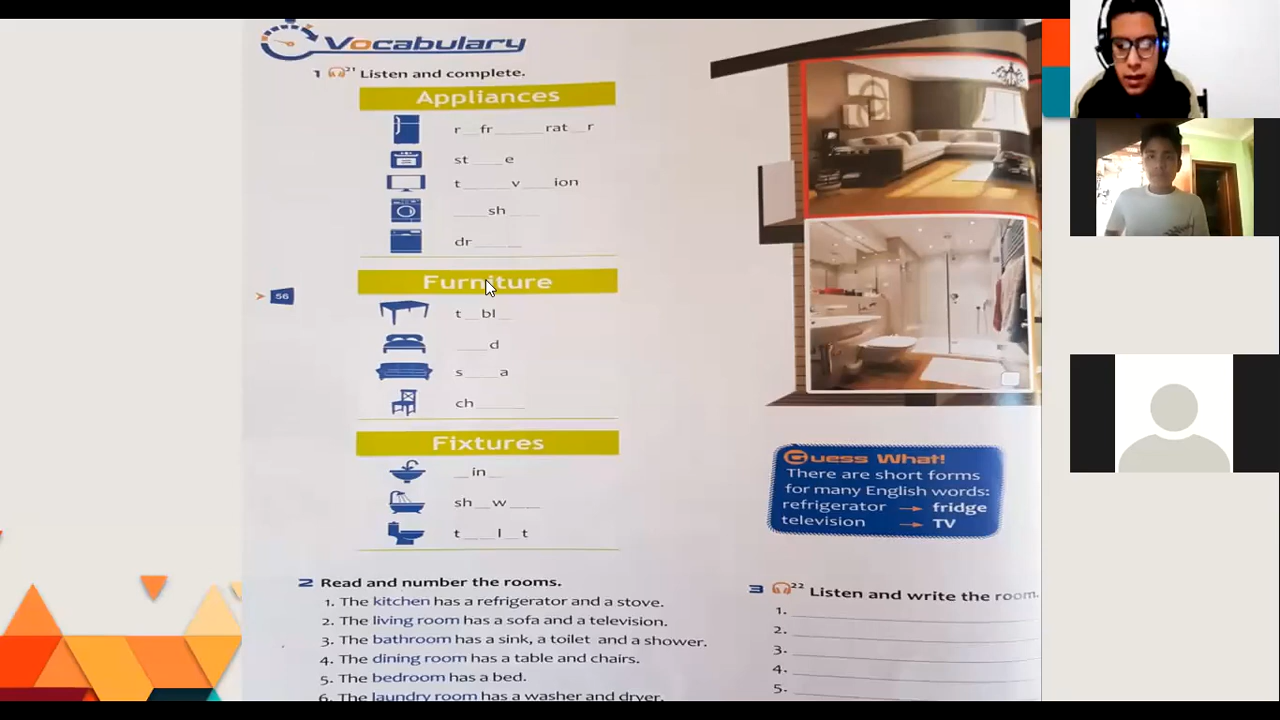 Vocabulary
1 21 Listen and complete.
Appliances
r__fr____rat__r
st____e
t____v____ion
____sh____
dr______
Furniture
56
t__bl__
____d
s____a
ch______
Fixtures
__in__
sh__w____
t____l__t
Guess What!
There are short forms
for many English words:
refrigerator → fridge
television → TV
2 Read and number the rooms.
1. The kitchen has a refrigerator and a stove.
2. The living room has a sofa and a television.
3. The bathroom has a sink, a toilet and a shower.
4. The dining room has a table and chairs.
5. The bedroom has a bed.
6. The laundry room has a washer and dryer.
3 22 Listen and write the room.
1.
2.
3.
4.
5.